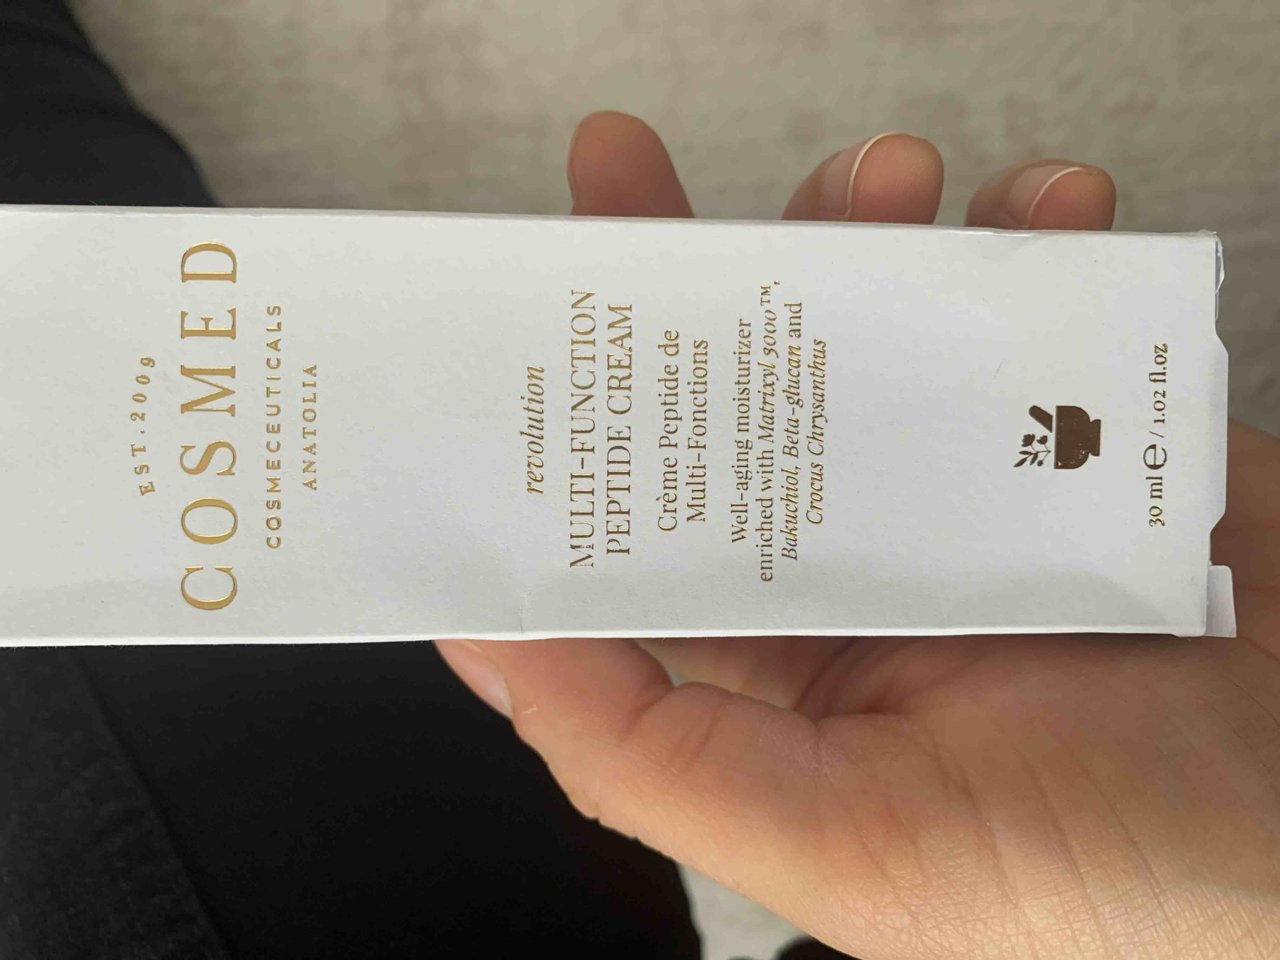 EST.2009
COSMED
COSMECEUTICALS
ANATOLIA
revolution
MULTI-FUNCTION
PEPTIDE CREAM
Crème Peptide de
Multi-Fonctions
Well-aging moisturizer
enriched with Matrixyl 3000™,
Bakuchiol, Beta-glucan and
Crocus Chrysanthus
30 ml ℮ / 1.02 fl.oz